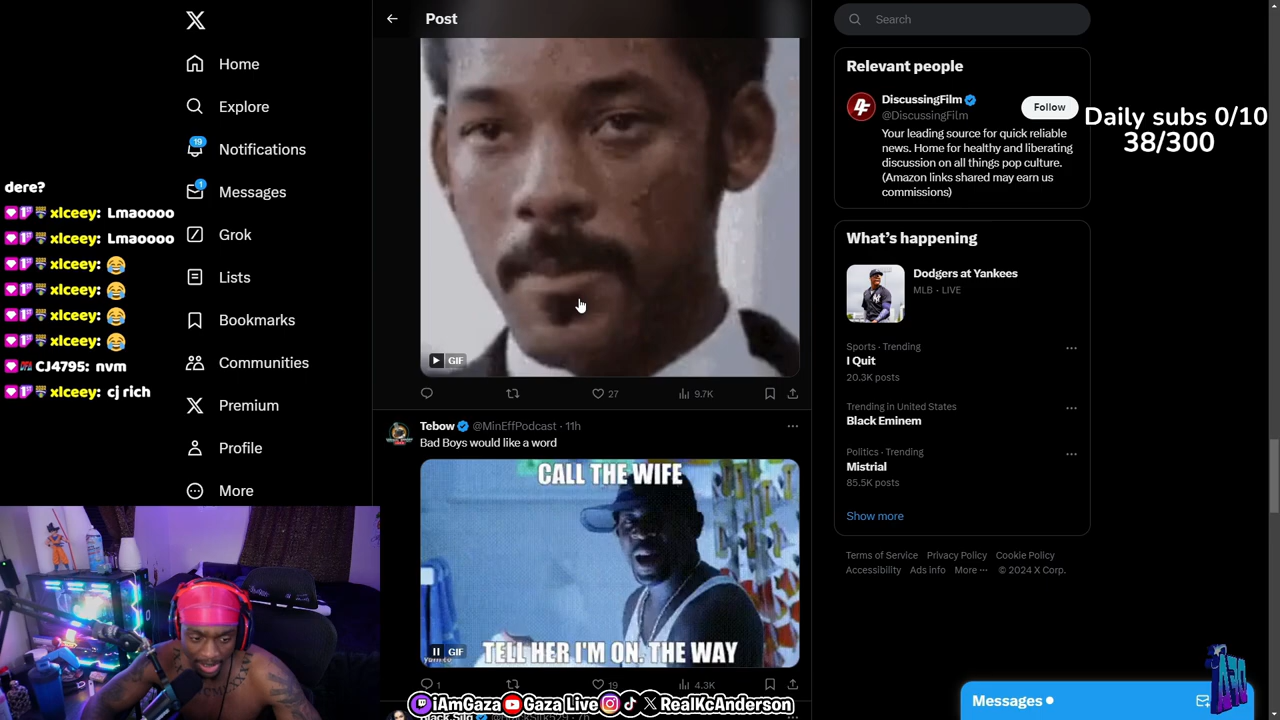 Post
Home
Explore
19
Notifications
1
Messages
Grok
Lists
Bookmarks
Communities
Premium
Profile
More
dere?
xlceey: Lmaoooo
xlceey: Lmaoooo
xlceey: 😂
xlceey: 😂
xlceey: 😂
xlceey: 😂
CJ4795: nvm
xlceey: cj rich
GIF
27
9.7K
Tebow @MinEffPodcast · 11h
Bad Boys would like a word
CALL THE WIFE
TELL HER I'M ON. THE WAY
GIF
1
19
4.3K
Search
Relevant people
DiscussingFilm
@DiscussingFilm
Follow
Your leading source for quick reliable
news. Home for healthy and liberating
discussion on all things pop culture.
(Amazon links shared may earn us
commissions)
Daily subs 0/10
38/300
What's happening
Dodgers at Yankees
MLB · LIVE
Sports · Trending
I Quit
20.3K posts
Trending in United States
Black Eminem
Politics · Trending
Mistrial
85.5K posts
Show more
Terms of Service Privacy Policy Cookie Policy
Accessibility Ads info More ··· © 2024 X Corp.
Messages
iAmGaza Gaza Live RealKcAnderson